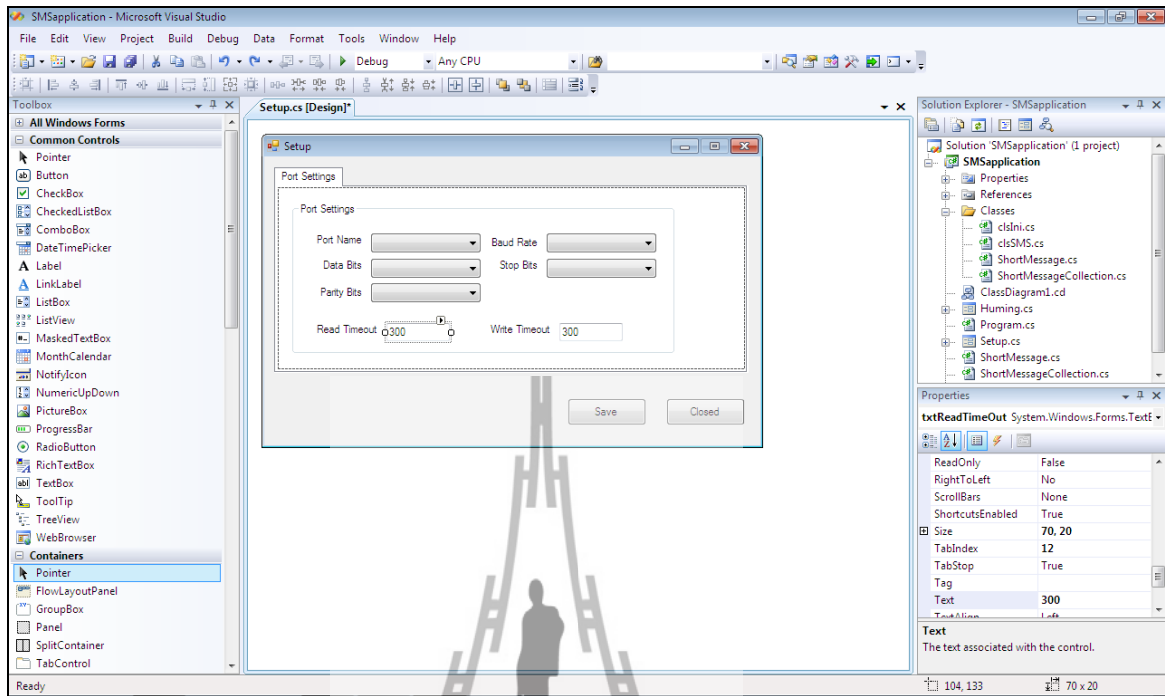 SMSapplication - Microsoft Visual Studio
File Edit View Project Build Debug Data Format Tools Window Help
Debug Any CPU
Toolbox
All Windows Forms
Common Controls
Pointer
Button
CheckBox
CheckedListBox
ComboBox
DateTimePicker
Label
LinkLabel
ListBox
ListView
MaskedTextBox
MonthCalendar
NotifyIcon
NumericUpDown
PictureBox
ProgressBar
RadioButton
RichTextBox
TextBox
ToolTip
TreeView
WebBrowser
Containers
Pointer
FlowLayoutPanel
GroupBox
Panel
SplitContainer
TabControl
Setup.cs [Design]*
Setup
Port Settings
Port Settings
Port Name Baud Rate
Data Bits Stop Bits
Parity Bits
Read Timeout 300 Write Timeout 300
Save Closed
Solution Explorer - SMSapplication
Solution 'SMSapplication' (1 project)
SMSapplication
Properties
References
Classes
clsIni.cs
clsSMS.cs
ShortMessage.cs
ShortMessageCollection.cs
ClassDiagram1.cd
Huming.cs
Program.cs
Setup.cs
ShortMessage.cs
ShortMessageCollection.cs
Properties
txtReadTimeOut System.Windows.Forms.TextE
ReadOnly False
RightToLeft No
ScrollBars None
ShortcutsEnabled True
Size 70, 20
TabIndex 12
TabStop True
Tag
Text 300
TextAlign Left
Text
The text associated with the control.
Ready 104, 133 70 x 20